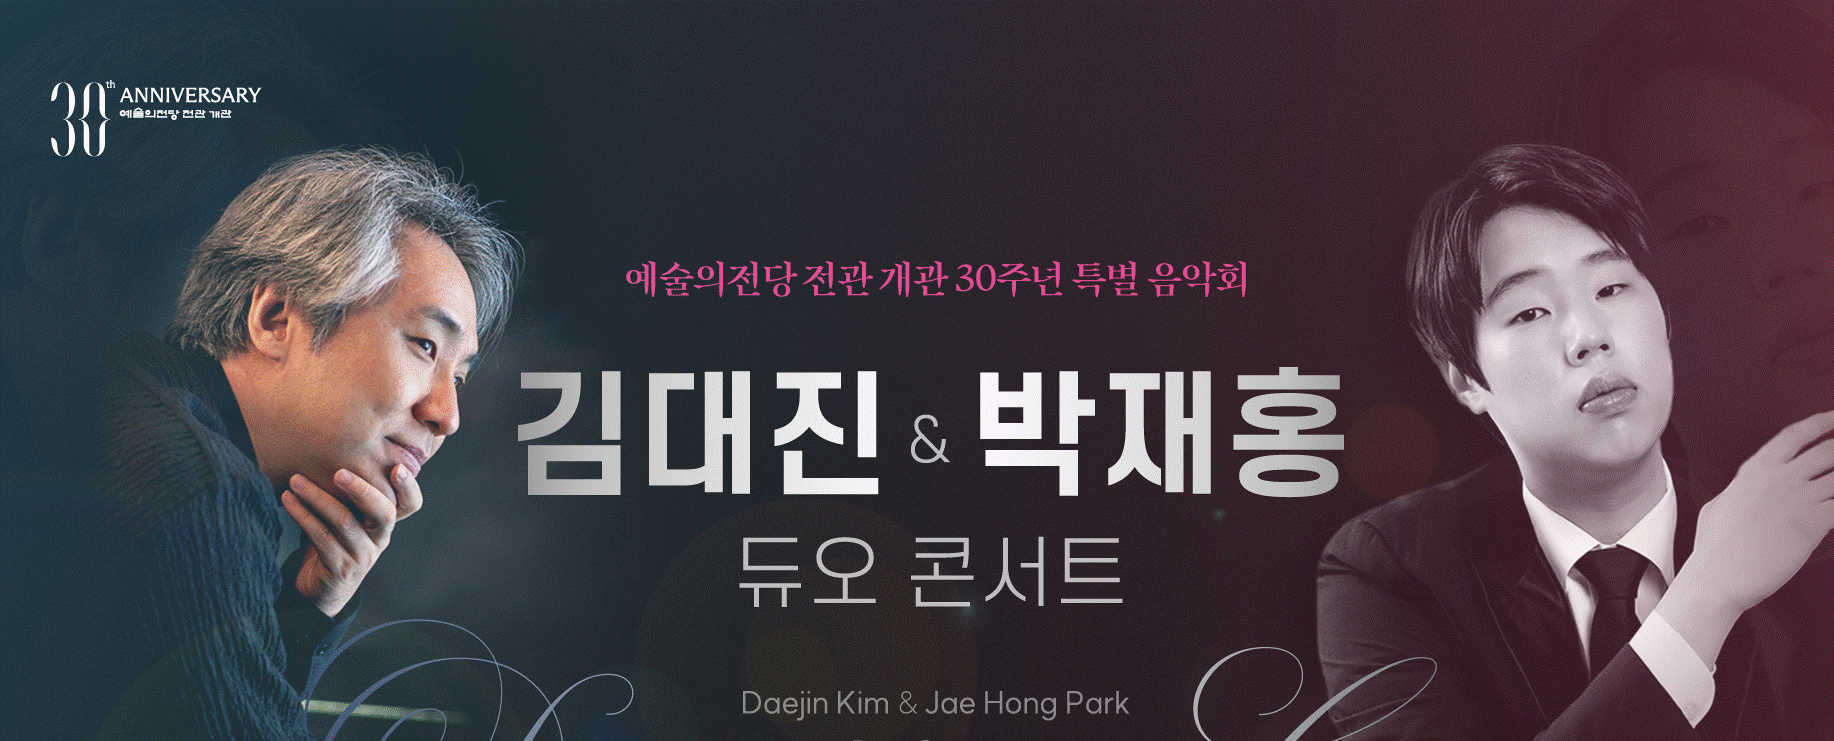 30th ANNIVERSARY
예술의전당 전관 개관
예술의전당 전관 개관 30주년 특별 음악회
김대진 & 박재홍
듀오 콘서트
Daejin Kim & Jae Hong Park